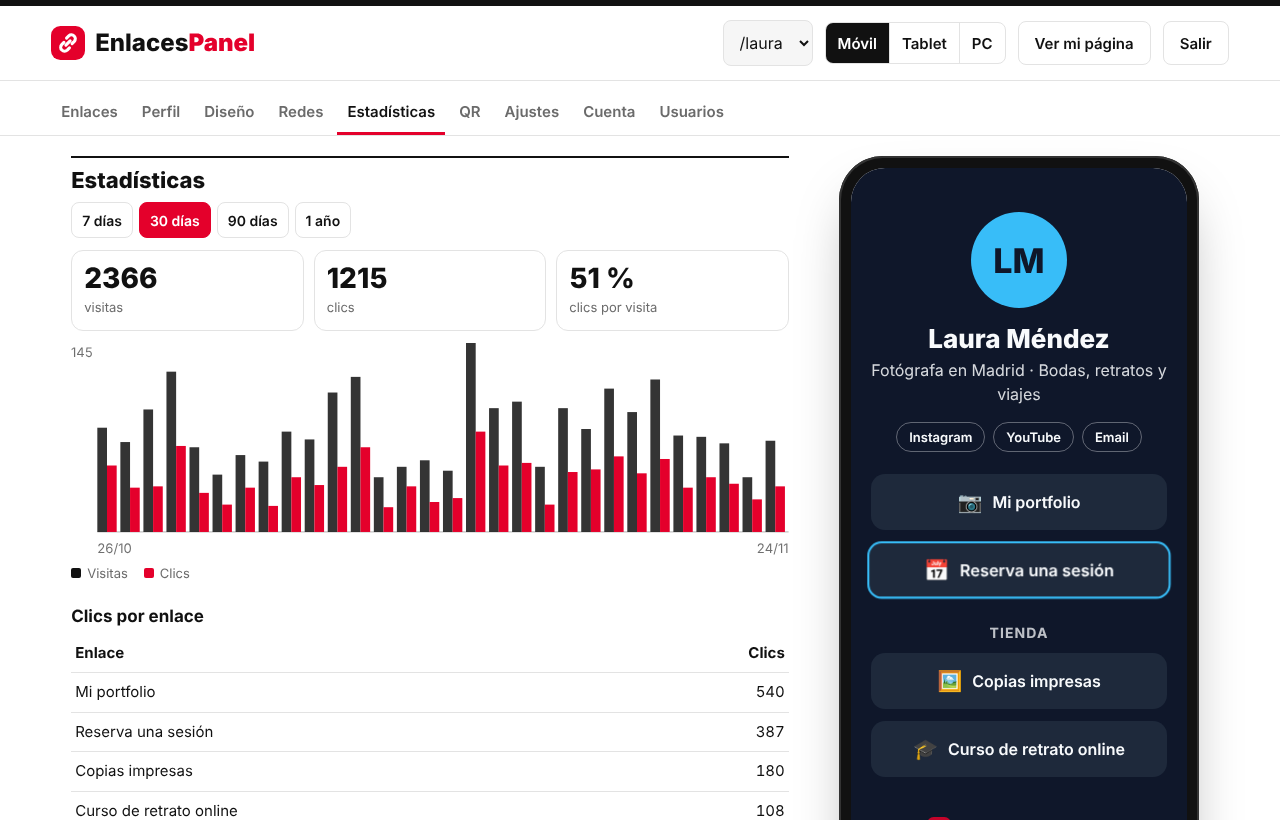 EnlacesPanel
/laura
Móvil
Tablet
PC
Ver mi página
Salir
Enlaces
Perfil
Diseño
Redes
Estadísticas
QR
Ajustes
Cuenta
Usuarios
Estadísticas
7 días
30 días
90 días
1 año
2366
visitas
1215
clics
51 %
clics por visita
145
26/10
24/11
Visitas
Clics
Clics por enlace
Enlace Clics
Mi portfolio 540
Reserva una sesión 387
Copias impresas 180
Curso de retrato online 108
LM
Laura Méndez
Fotógrafa en Madrid · Bodas, retratos y
viajes
Instagram
YouTube
Email
Mi portfolio
Reserva una sesión
TIENDA
Copias impresas
Curso de retrato online